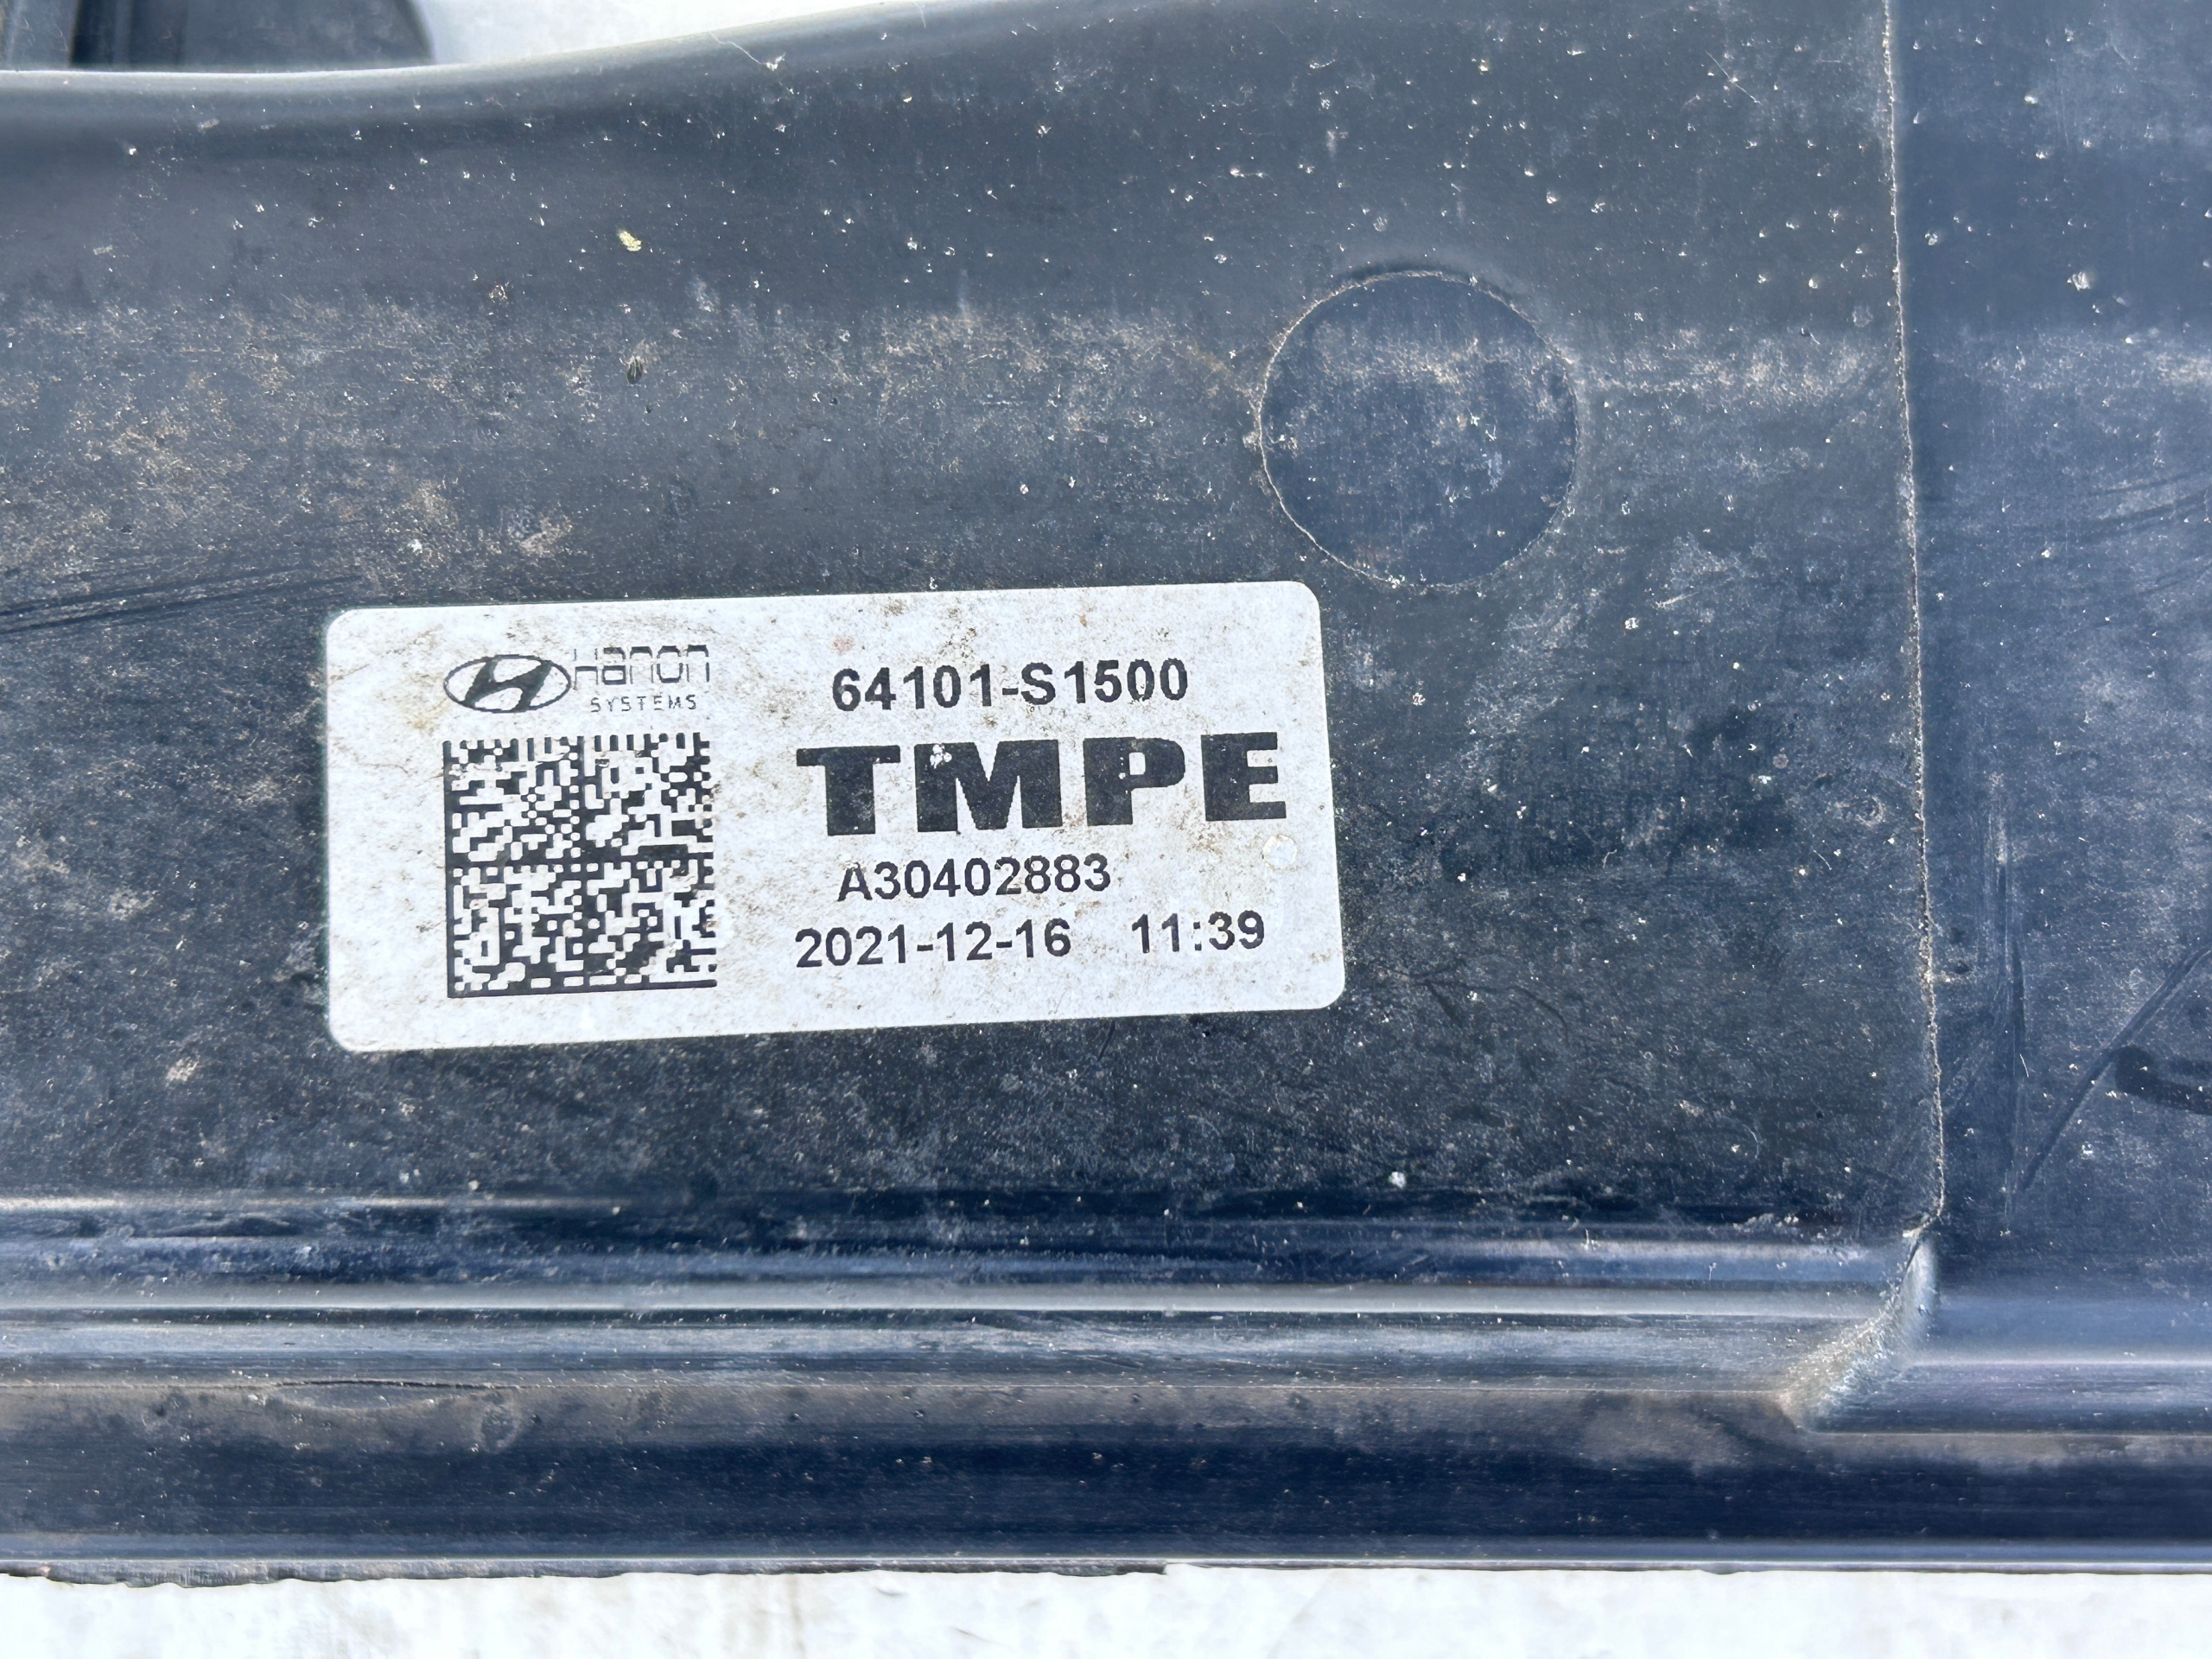 Hanon
SYSTEMS
64101-S1500
TMPE
A30402883
2021-12-16 11:39